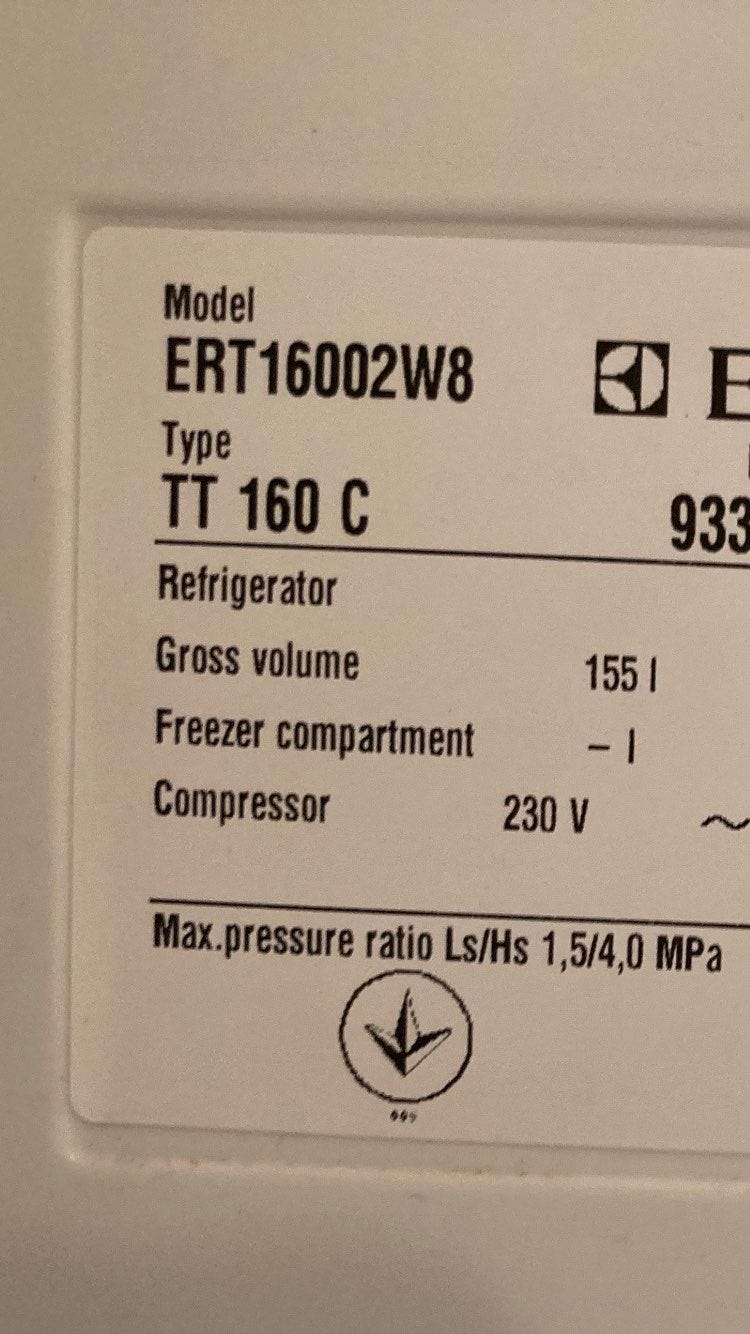 Model
ERT16002W8
E
Type
TT 160 C
933
Refrigerator
Gross volume 155 l
Freezer compartment – l
Compressor 230 V ~
Max.pressure ratio Ls/Hs 1,5/4,0 MPa